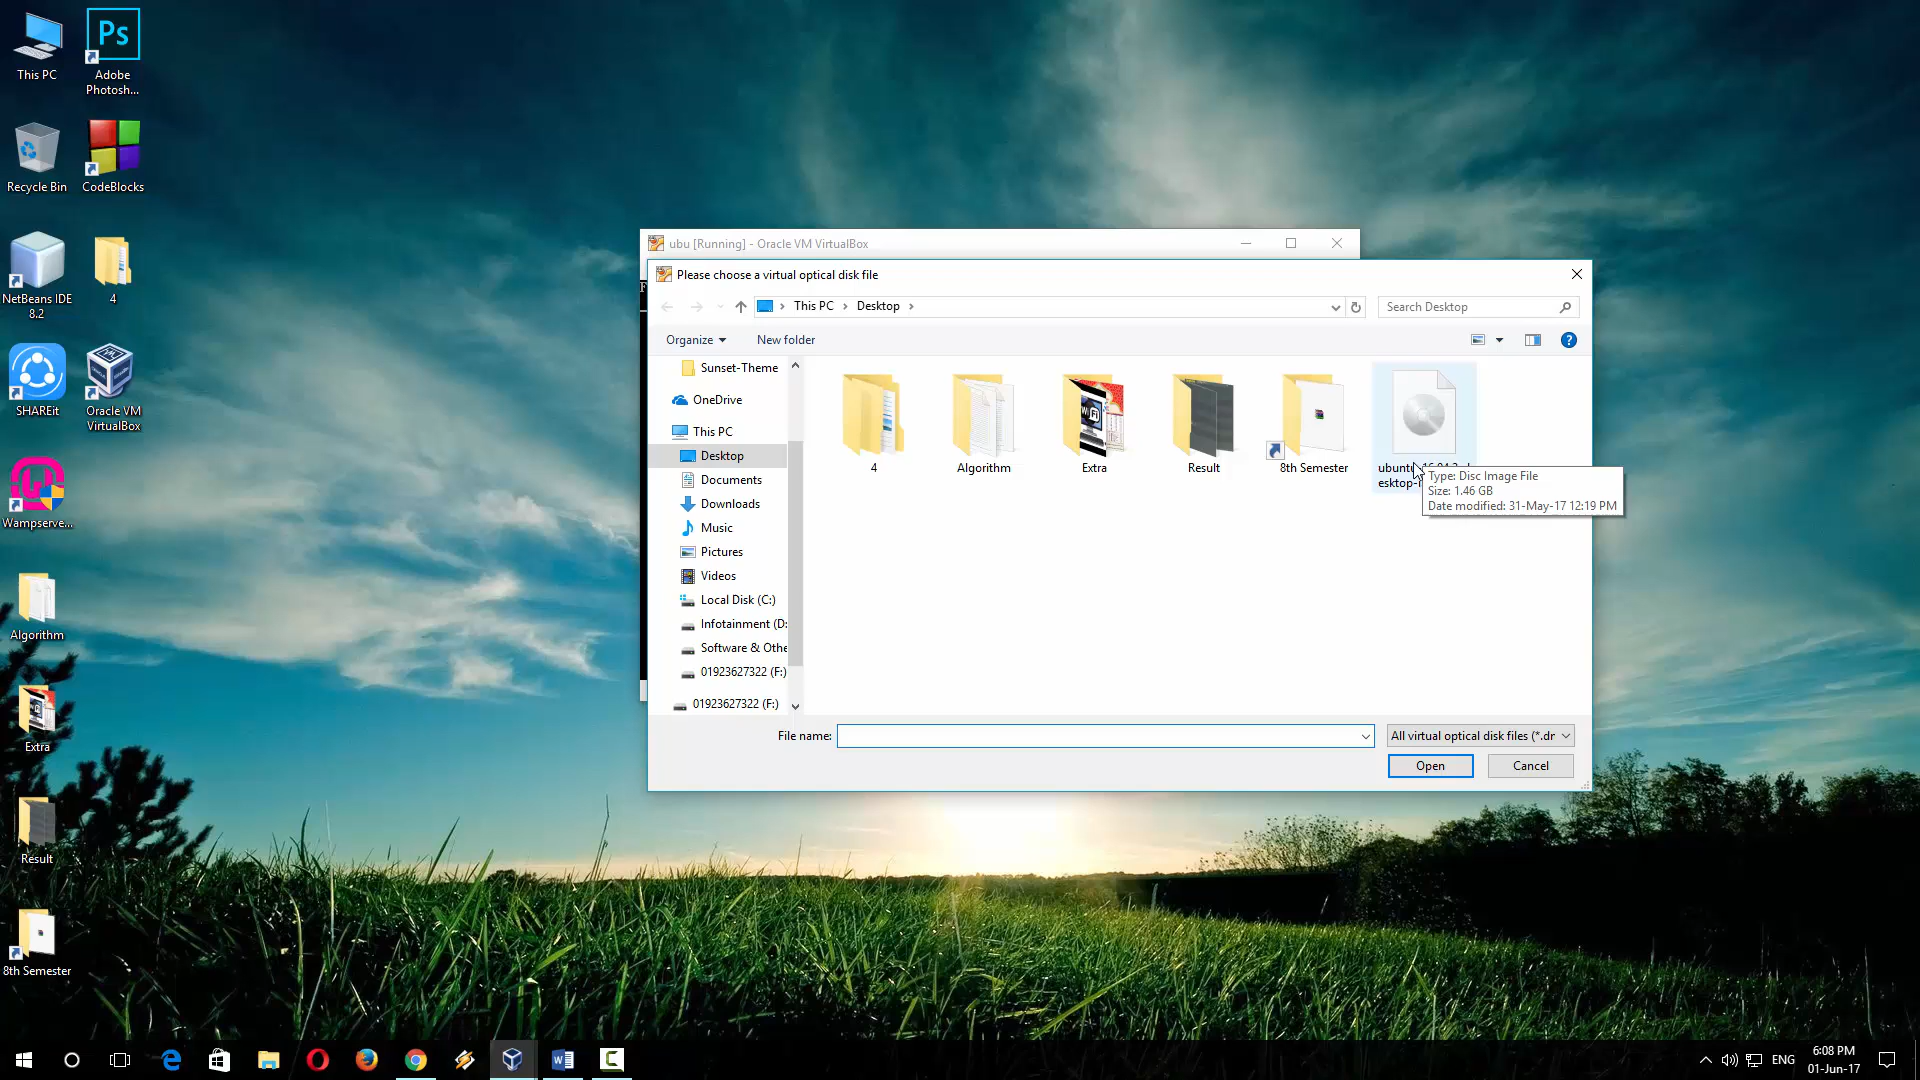 This PC
Ps
Adobe
Photosh...
Recycle Bin
CodeBlocks
NetBeans IDE
8.2
4
SHAREit
Oracle VM
VirtualBox
Wampserve...
Algorithm
Extra
Result
8th Semester
ubu [Running] - Oracle VM VirtualBox
Please choose a virtual optical disk file
This PC
Desktop
Search Desktop
Organize
New folder
Sunset-Theme
OneDrive
This PC
Desktop
Documents
Downloads
Music
Pictures
Videos
Local Disk (C:)
Infotainment (D:
Software & Othe
01923627322 (F:)
01923627322 (F:)
4
Algorithm
Extra
Result
8th Semester
Type: Disc Image File
Size: 1.46 GB
Date modified: 31-May-17 12:19 PM
File name:
All virtual optical disk files (*.dr
Open
Cancel
ENG
6:08 PM
01-Jun-17